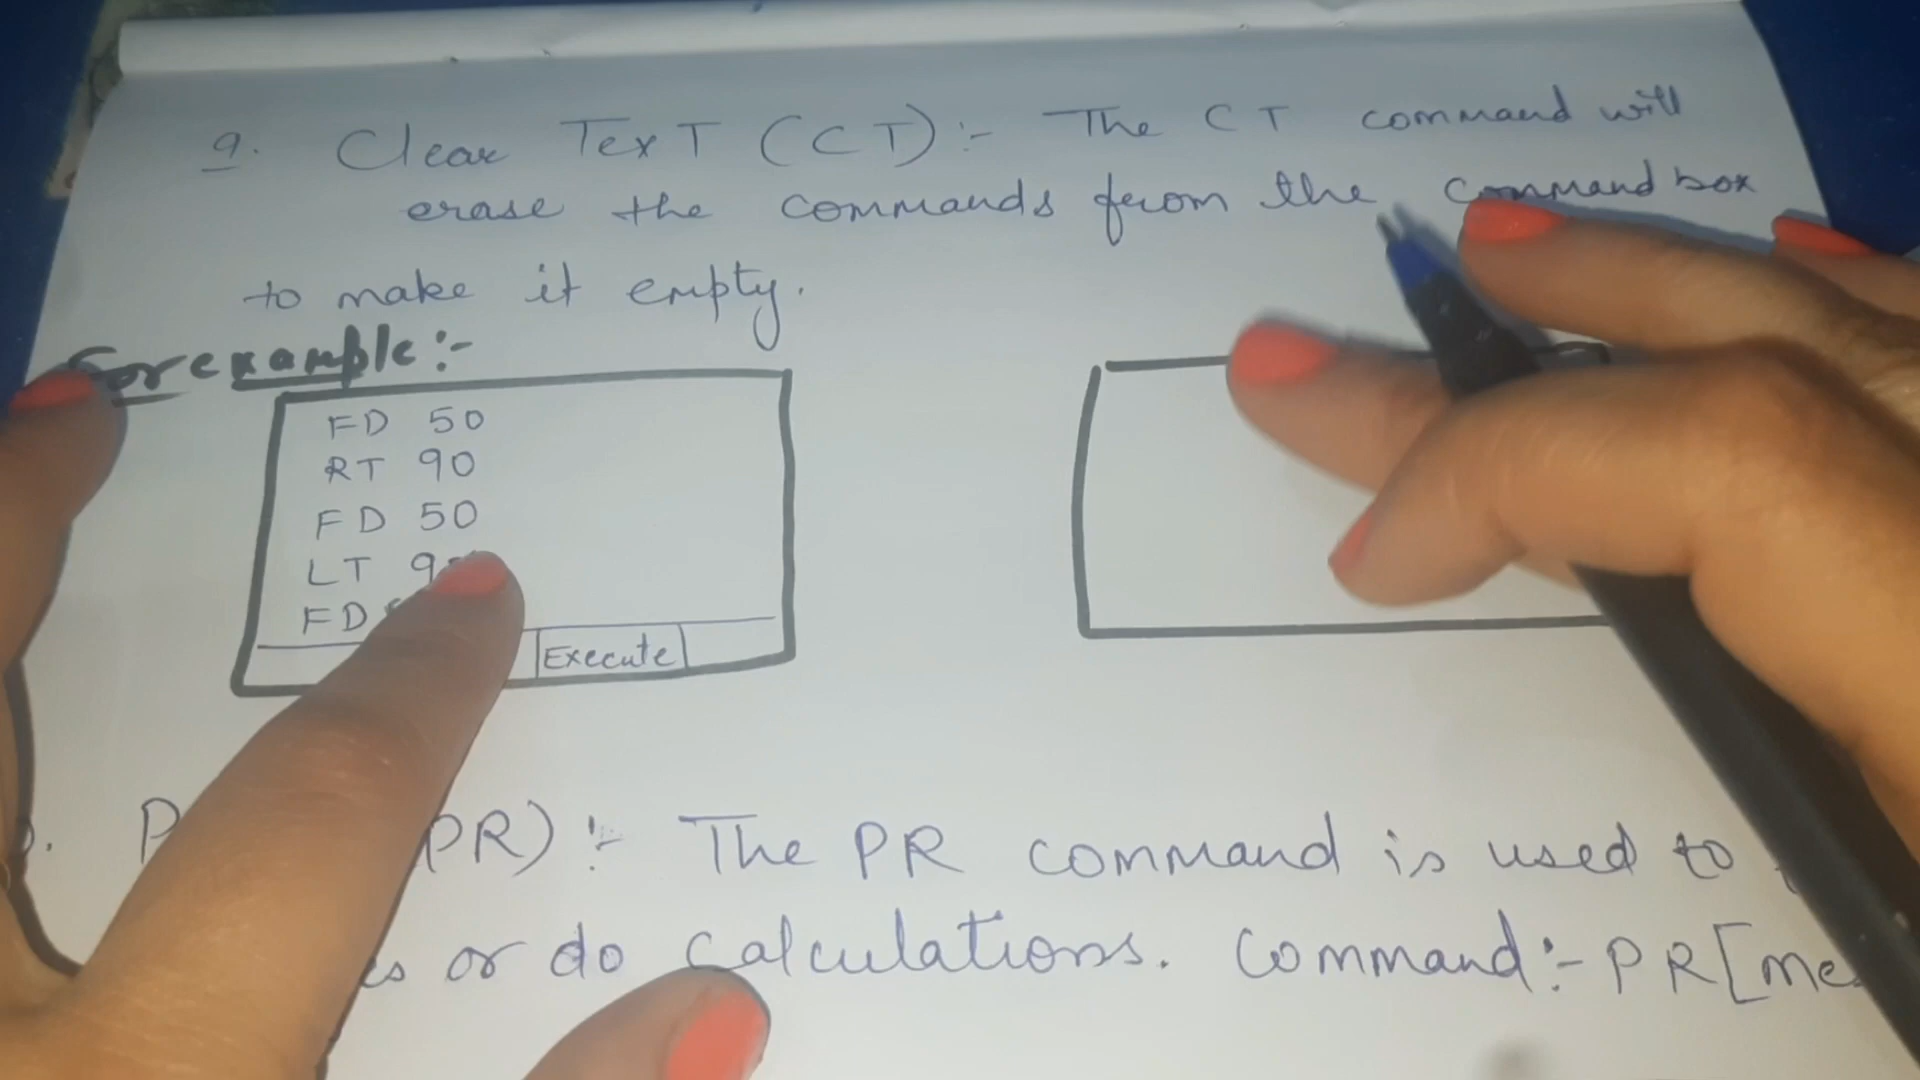 9. Clear Text (CT):- The CT command will
erase the commands from the command box
to make it empty.
For example:-
FD 50
RT 90
FD 50
LT
FD
Execute
PR):- The PR command is used to
or do calculations. Command:- PR[me